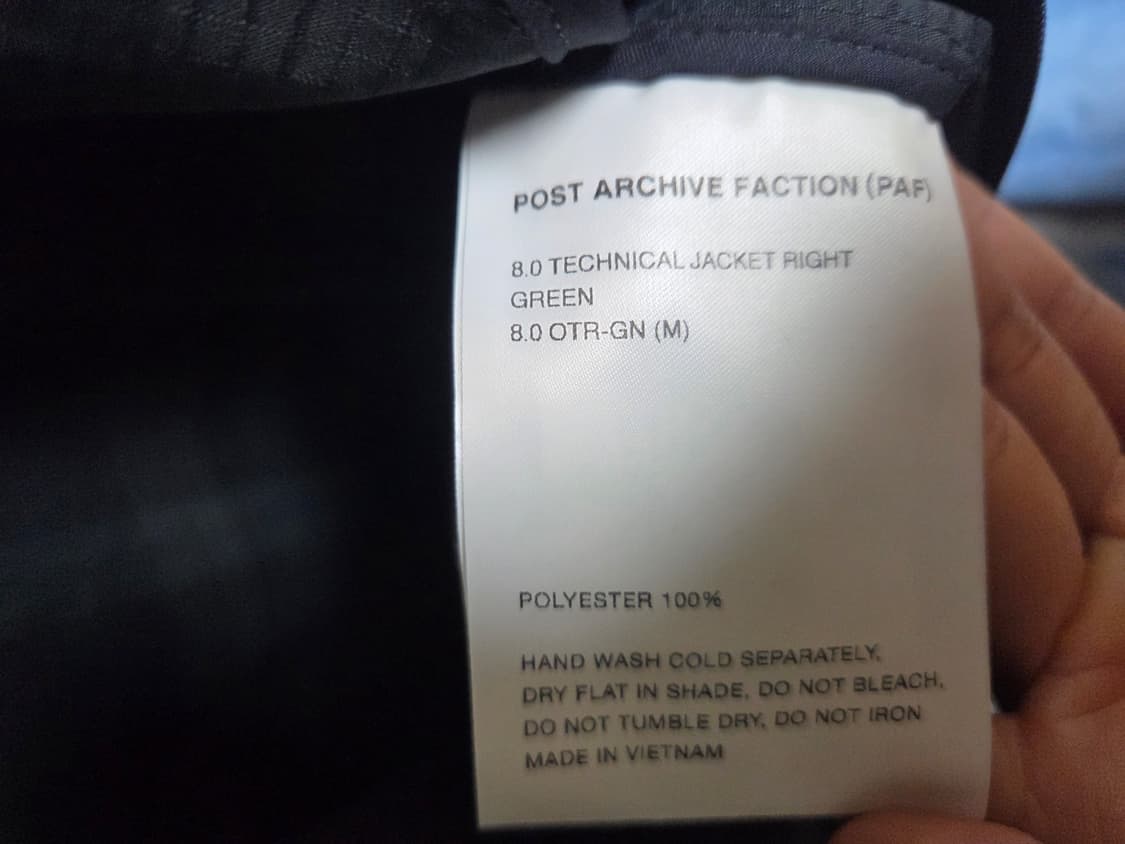 POST ARCHIVE FACTION (PAF)
8.0 TECHNICAL JACKET RIGHT
GREEN
8.0 OTR-GN (M)
POLYESTER 100%
HAND WASH COLD SEPARATELY,
DRY FLAT IN SHADE, DO NOT BLEACH,
DO NOT TUMBLE DRY, DO NOT IRON
MADE IN VIETNAM